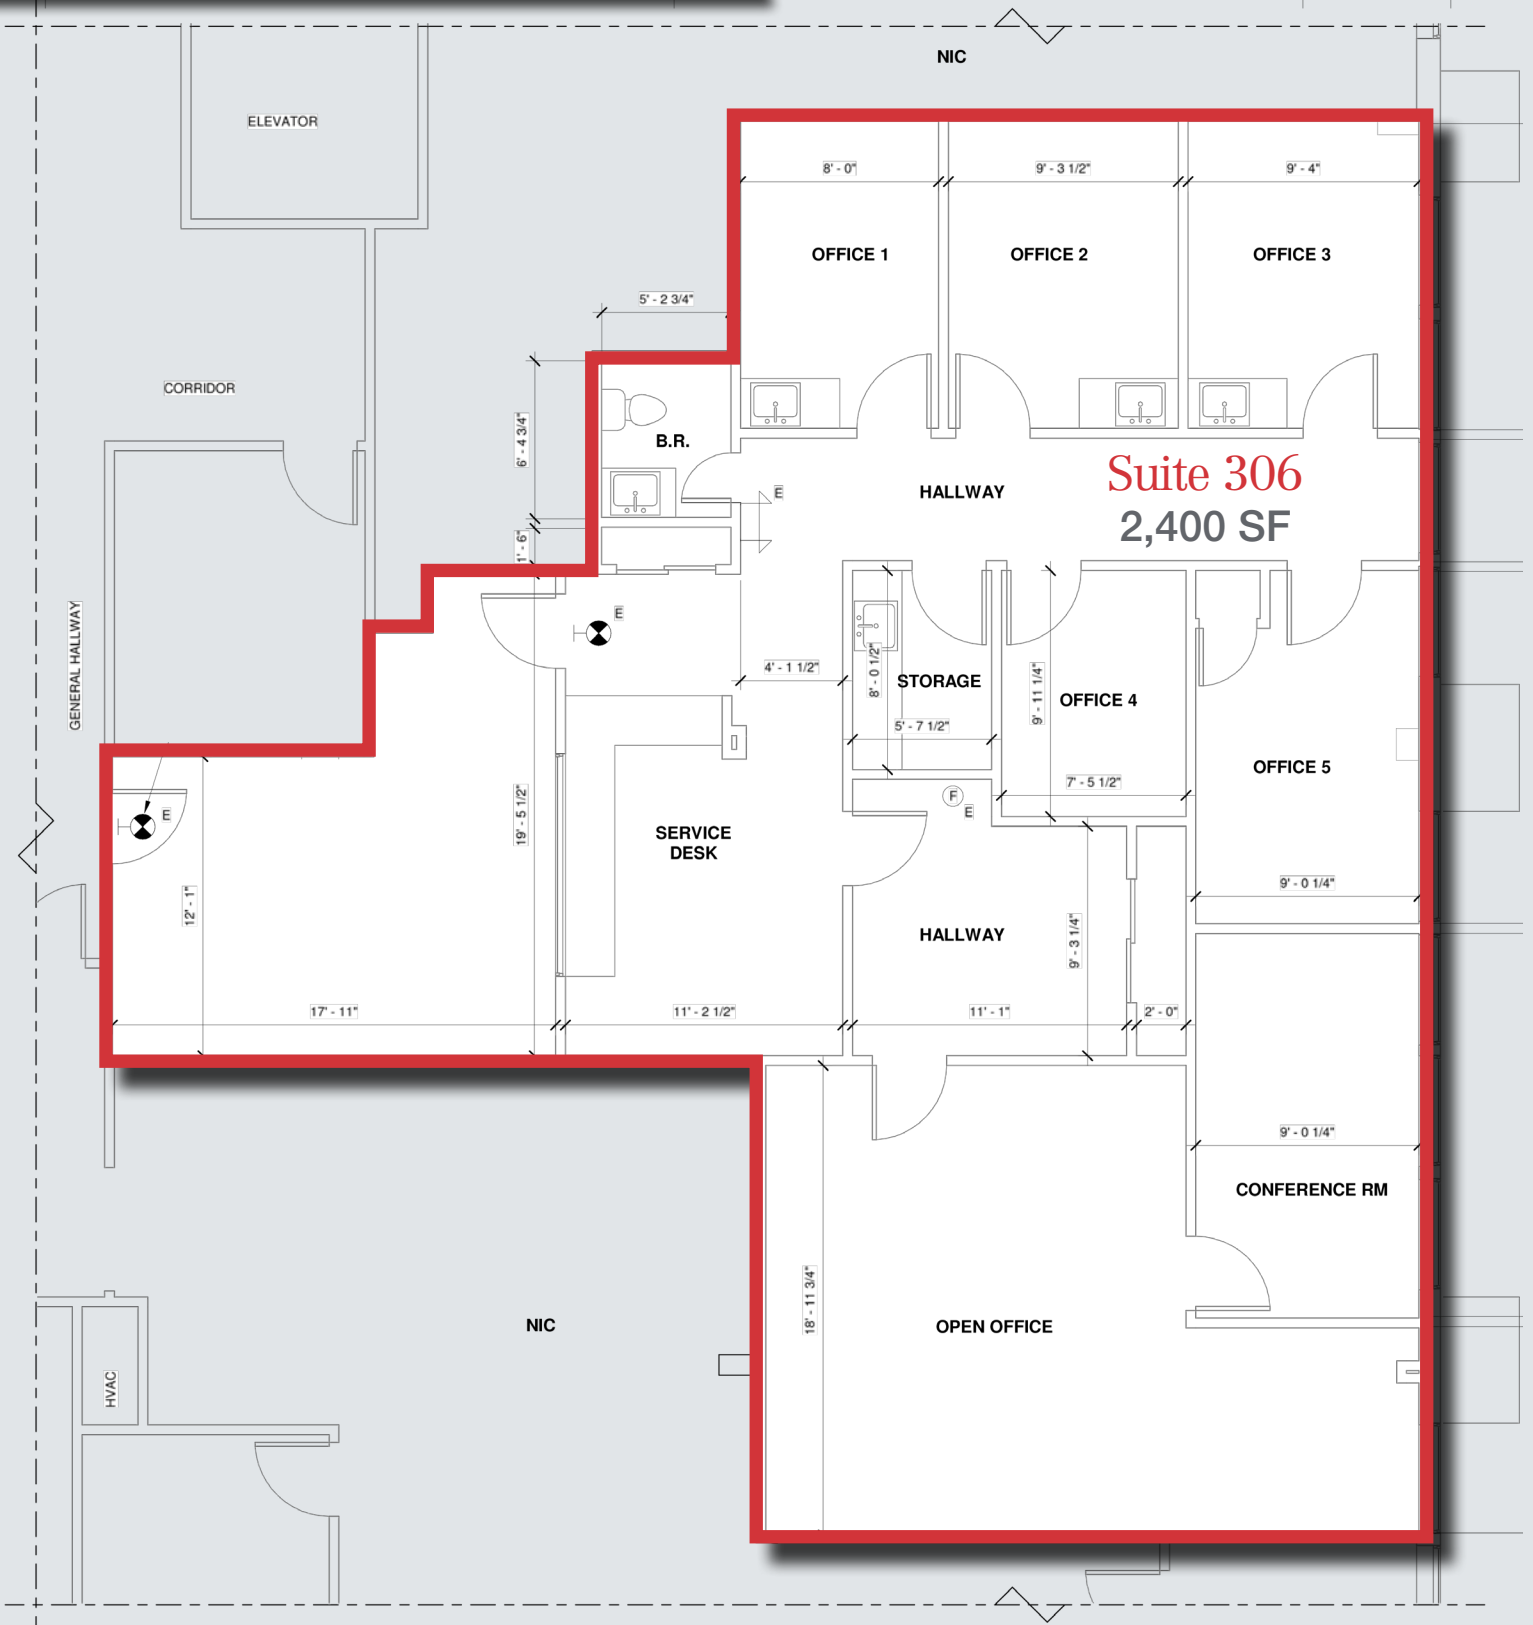 NIC
ELEVATOR
8' - 0"
9' - 3 1/2"
9' - 4"
OFFICE 1
OFFICE 2
OFFICE 3
5' - 2 3/4"
CORRIDOR
6' - 4 3/4"
B.R.
Suite 306
2,400 SF
HALLWAY
E
1' - 6"
E
GENERAL HALLWAY
4' - 1 1/2"
8' - 0 1/2"
STORAGE
9' - 11 1/4"
OFFICE 4
5' - 7 1/2"
OFFICE 5
7' - 5 1/2"
F
E
E
19' - 5 1/2"
SERVICE
DESK
12' - 1"
9' - 0 1/4"
HALLWAY
9' - 3 1/4"
17' - 11"
11' - 2 1/2"
11' - 1"
2' - 0"
9' - 0 1/4"
CONFERENCE RM
18' - 11 3/4"
NIC
OPEN OFFICE
HVAC